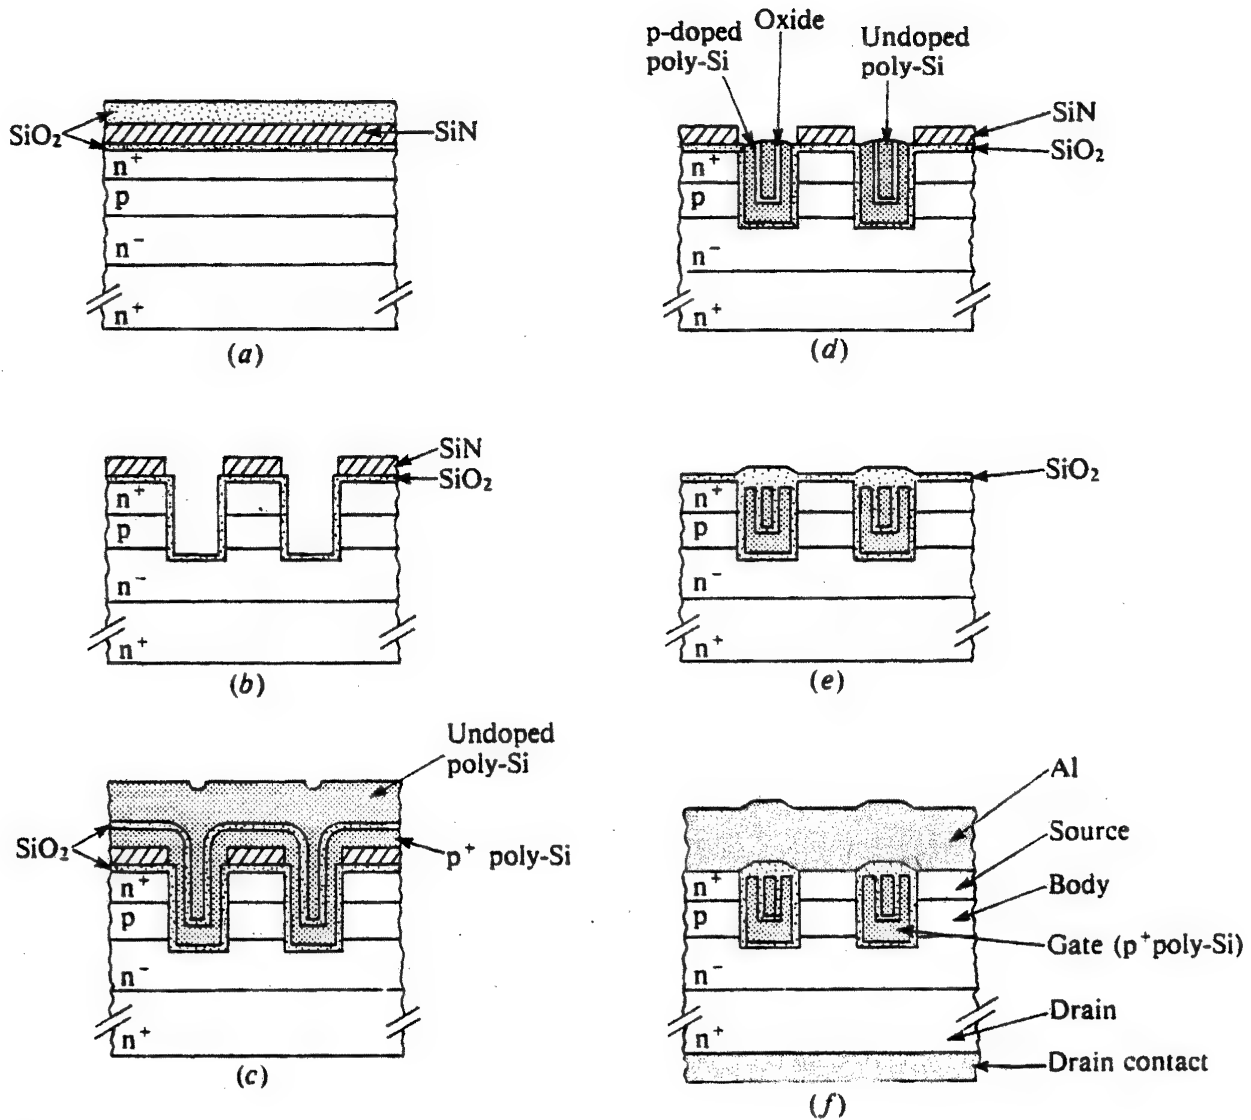 SiO₂
SiN
n⁺
p
n⁻
n⁺
(a)
SiN
SiO₂
n⁺
p
n⁻
n⁺
(b)
Undoped
poly-Si
SiO₂
p⁺ poly-Si
n⁺
p
n⁻
n⁺
(c)
p-doped
poly-Si
Oxide
Undoped
poly-Si
SiN
SiO₂
n⁺
p
n⁻
n⁺
(d)
SiO₂
n⁺
p
n⁻
n⁺
(e)
Al
Source
Body
Gate (p⁺poly-Si)
Drain
Drain contact
n⁺
p
n⁻
n⁺
(f)